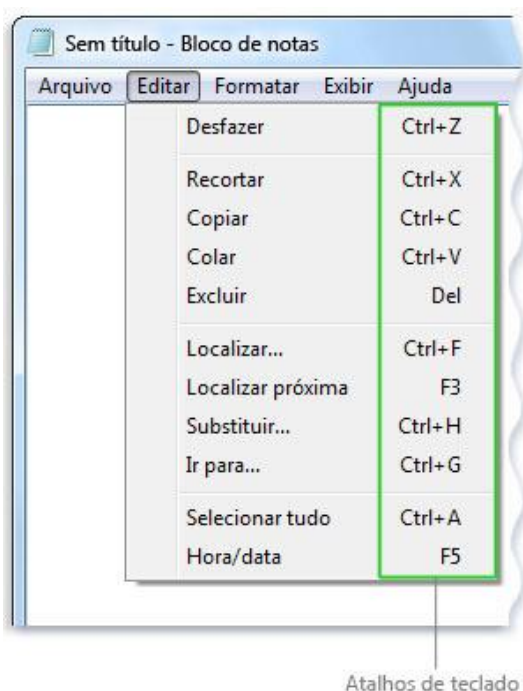 Sem título - Bloco de notas
Arquivo Editar Formatar Exibir Ajuda
Desfazer Ctrl+Z
Recortar Ctrl+X
Copiar Ctrl+C
Colar Ctrl+V
Excluir Del
Localizar... Ctrl+F
Localizar próxima F3
Substituir... Ctrl+H
Ir para... Ctrl+G
Selecionar tudo Ctrl+A
Hora/data F5
Atalhos de teclado